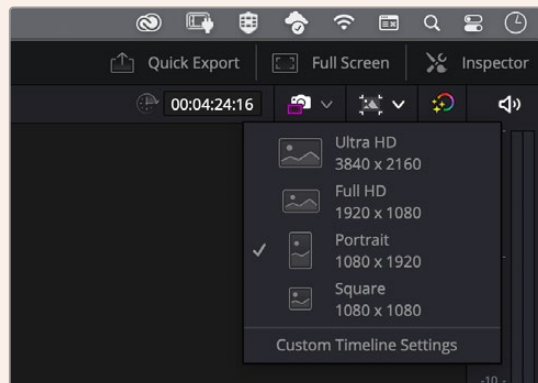 Quick Export
Full Screen
Inspector
00:04:24:16
Ultra HD
3840 x 2160
Full HD
1920 x 1080
Portrait
1080 x 1920
Square
1080 x 1080
Custom Timeline Settings
-10